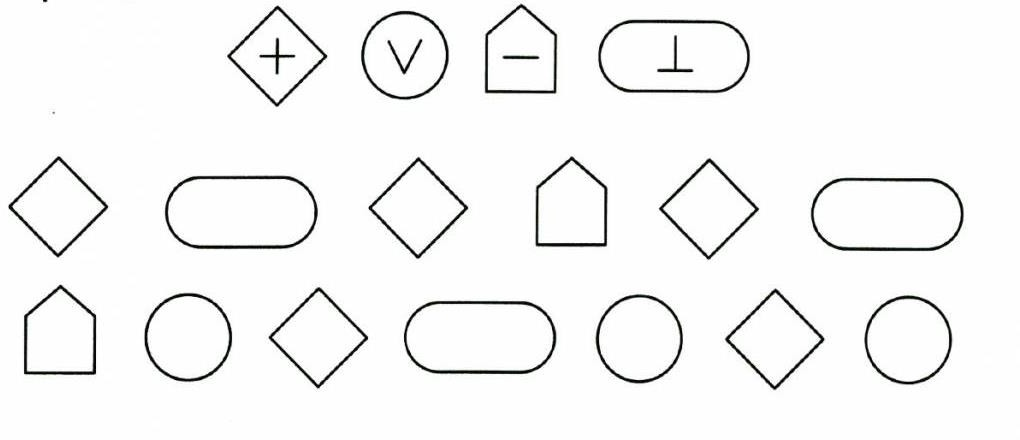 + V − ⊥